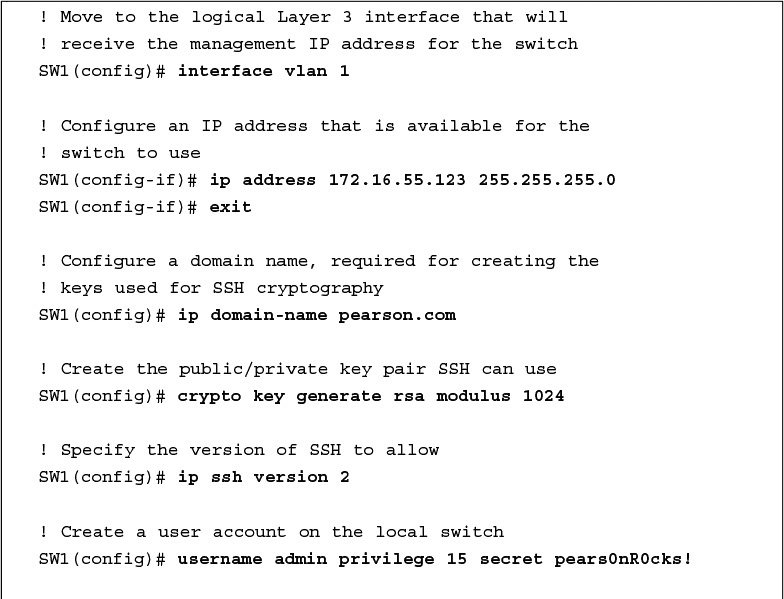 ! Move to the logical Layer 3 interface that will
! receive the management IP address for the switch
SW1(config)# interface vlan 1
! Configure an IP address that is available for the
! switch to use
SW1(config-if)# ip address 172.16.55.123 255.255.255.0
SW1(config-if)# exit
! Configure a domain name, required for creating the
! keys used for SSH cryptography
SW1(config)# ip domain-name pearson.com
! Create the public/private key pair SSH can use
SW1(config)# crypto key generate rsa modulus 1024
! Specify the version of SSH to allow
SW1(config)# ip ssh version 2
! Create a user account on the local switch
SW1(config)# username admin privilege 15 secret pears0nR0cks!